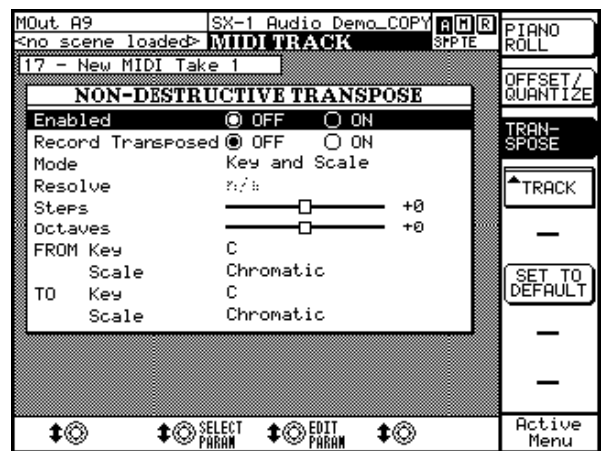 MOut A9 SX-1 Audio Demo_COPY A M R
<no scene loaded> MIDI TRACK SMPTE
17 - New MIDI Take 1
NON-DESTRUCTIVE TRANSPOSE
Enabled OFF ON
Record Transposed OFF ON
Mode Key and Scale
Resolve n/a
Steps +0
Octaves +0
FROM Key C
Scale Chromatic
TO Key C
Scale Chromatic
SELECT PARAM
EDIT PARAM
PIANO ROLL
OFFSET/
QUANTIZE
TRAN-
SPOSE
TRACK
SET TO
DEFAULT
Active
Menu